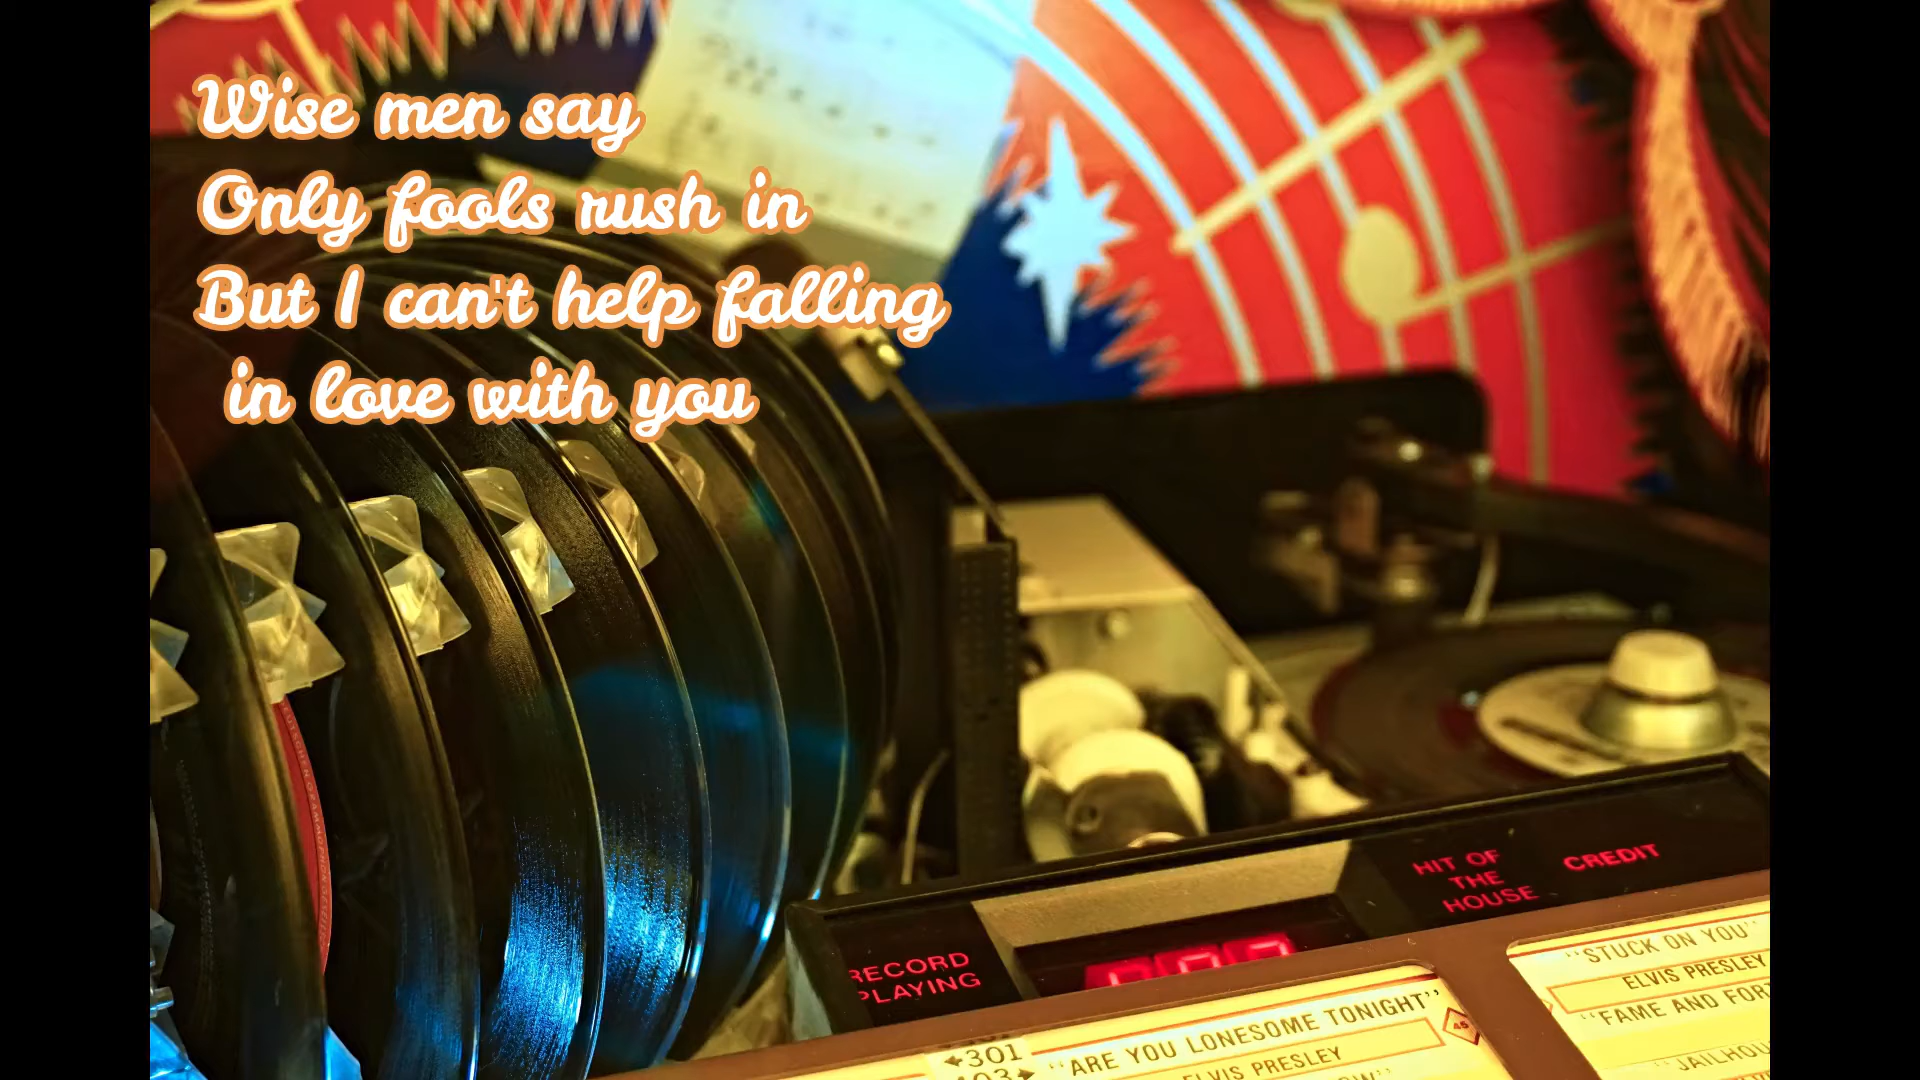 Wise men say
Only fools rush in
But I can't help falling
in love with you
HIT OF
THE
HOUSE
CREDIT
RECORD
PLAYING
"STUCK ON YOU"
ELVIS PRESLEY
"FAME AND
301
"ARE YOU LONESOME TONIGHT"
45
ELVIS PRESLEY